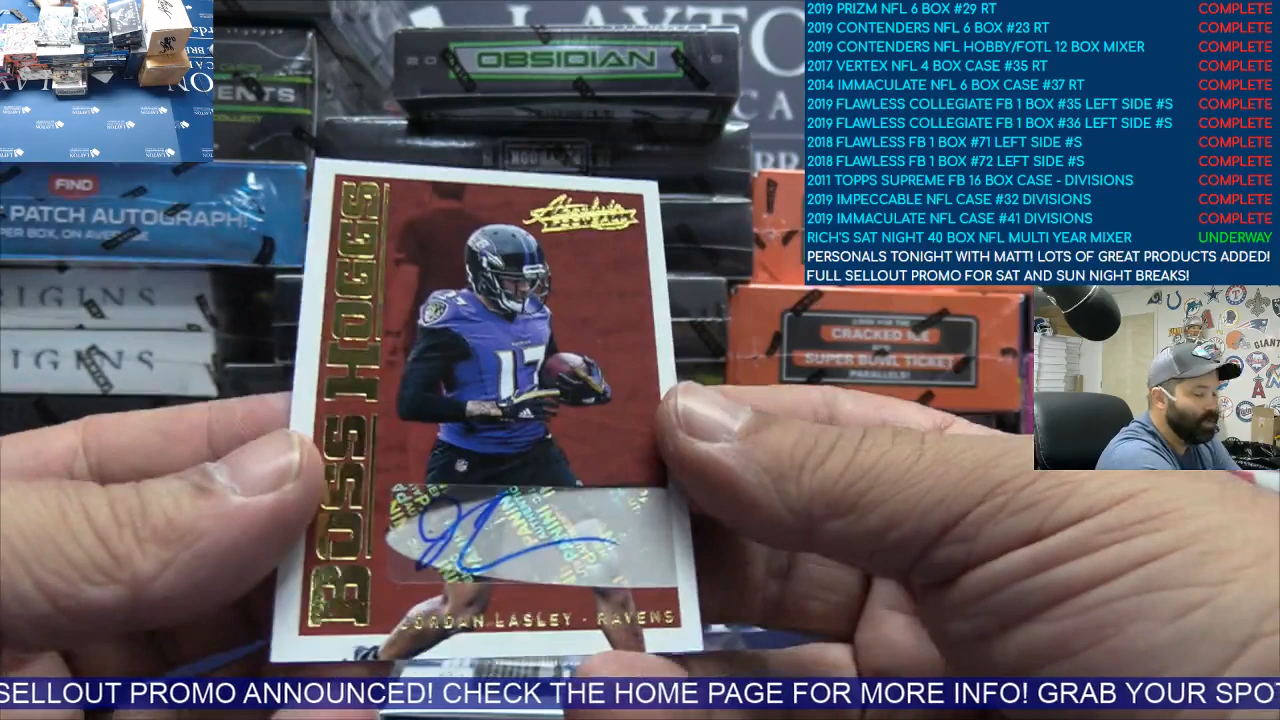 2019 PRIZM NFL 6 BOX #29 RT COMPLETE
2019 CONTENDERS NFL 6 BOX #23 RT COMPLETE
2019 CONTENDERS NFL HOBBY/FOTL 12 BOX MIXER COMPLETE
2017 VERTEX NFL 4 BOX CASE #35 RT COMPLETE
2014 IMMACULATE NFL 6 BOX CASE #37 RT COMPLETE
2019 FLAWLESS COLLEGIATE FB 1 BOX #35 LEFT SIDE #S COMPLETE
2019 FLAWLESS COLLEGIATE FB 1 BOX #36 LEFT SIDE #S COMPLETE
2018 FLAWLESS FB 1 BOX #71 LEFT SIDE #S COMPLETE
2018 FLAWLESS FB 1 BOX #72 LEFT SIDE #S COMPLETE
2011 TOPPS SUPREME FB 16 BOX CASE - DIVISIONS COMPLETE
2019 IMPECCABLE NFL CASE #32 DIVISIONS COMPLETE
2019 IMMACULATE NFL CASE #41 DIVISIONS COMPLETE
RICH'S SAT NIGHT 40 BOX NFL MULTI YEAR MIXER UNDERWAY
PERSONALS TONIGHT WITH MATT! LOTS OF GREAT PRODUCTS ADDED!
FULL SELLOUT PROMO FOR SAT AND SUN NIGHT BREAKS!
OBSIDIAN
ENTS
FIND
PATCH AUTOGRAPH!
PER BOX, ON AVERAGE
RIGINS
IGINS
CRACKED ICE
AND
SUPER BOWL TICKET
PARALLELS!
Absolute
FOOTBALL
BOSS HOGGS
17
JORDAN LASLEY · RAVENS
SELLOUT PROMO ANNOUNCED! CHECK THE HOME PAGE FOR MORE INFO! GRAB YOUR SPO